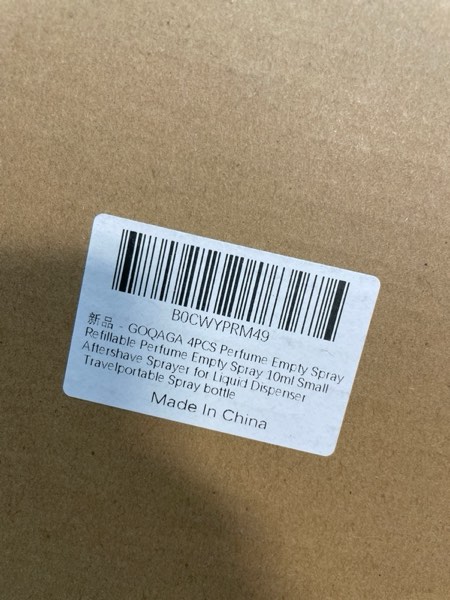 B0CWYPRM49
新品 - GOQAGA 4PCS Perfume Empty Spray
Refillable Perfume Empty Spray 10ml Small
Aftershave Sprayer for Liquid Dispenser
Travelportable Spray bottle
Made In China